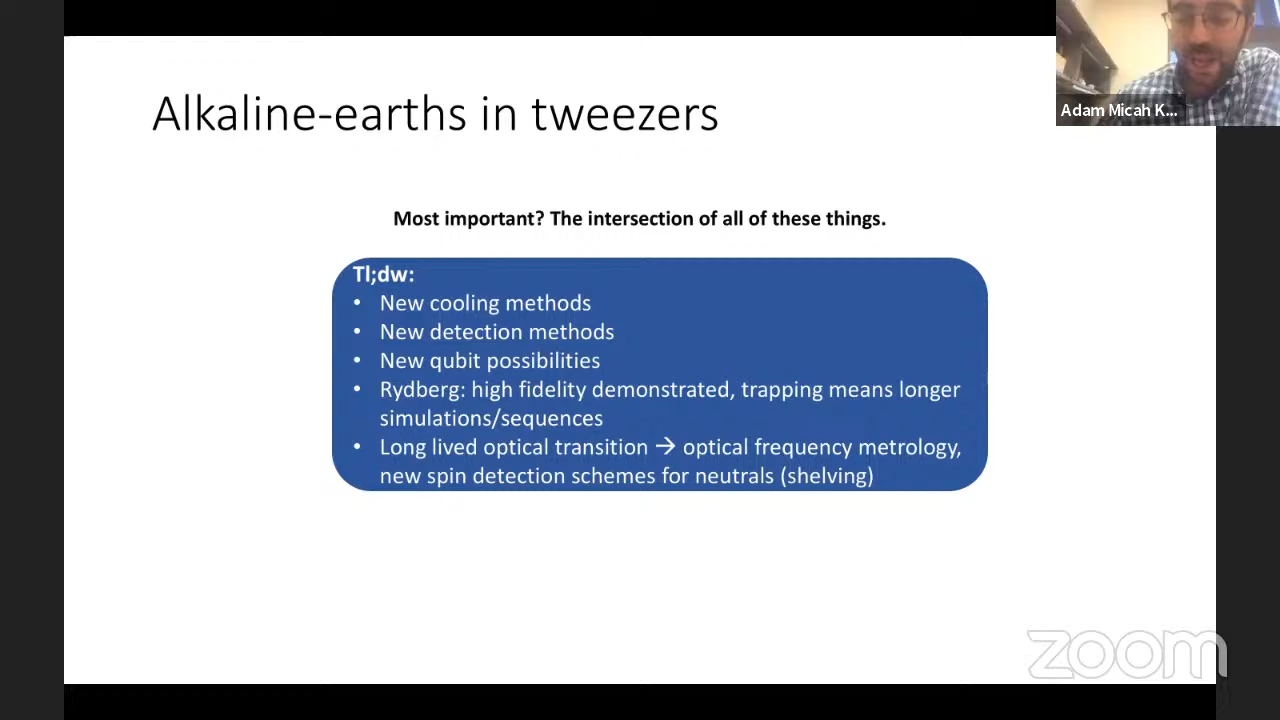 Adam Micah K...
Alkaline-earths in tweezers
Most important? The intersection of all of these things.
Tl;dw:
• New cooling methods
• New detection methods
• New qubit possibilities
• Rydberg: high fidelity demonstrated, trapping means longer
simulations/sequences
• Long lived optical transition → optical frequency metrology,
new spin detection schemes for neutrals (shelving)
zoom